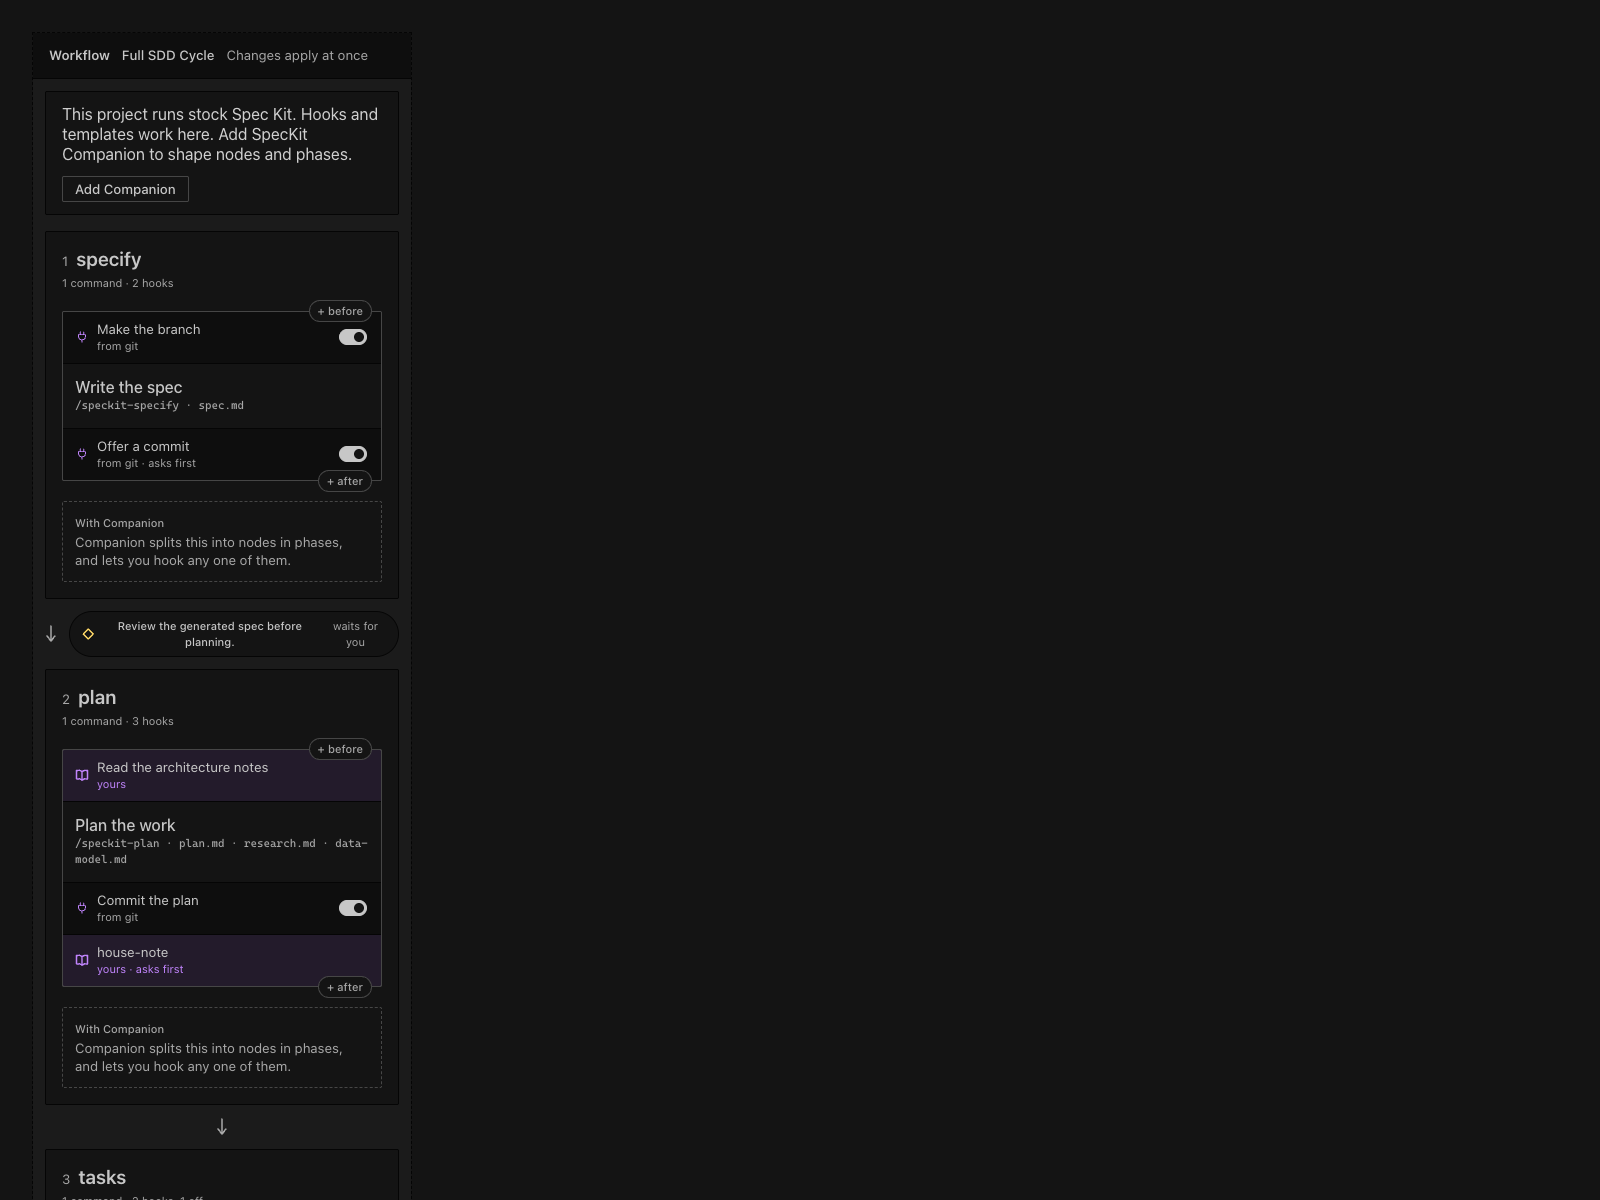 Workflow Full SDD Cycle Changes apply at once
This project runs stock Spec Kit. Hooks and
templates work here. Add SpecKit
Companion to shape nodes and phases.
Add Companion
1 specify
1 command · 2 hooks
+ before
Make the branch
from git
Write the spec
/speckit-specify · spec.md
Offer a commit
from git · asks first
+ after
With Companion
Companion splits this into nodes in phases,
and lets you hook any one of them.
Review the generated spec before
planning.
waits for
you
2 plan
1 command · 3 hooks
+ before
Read the architecture notes
yours
Plan the work
/speckit-plan · plan.md · research.md · data-
model.md
Commit the plan
from git
house-note
yours · asks first
+ after
With Companion
Companion splits this into nodes in phases,
and lets you hook any one of them.
3 tasks